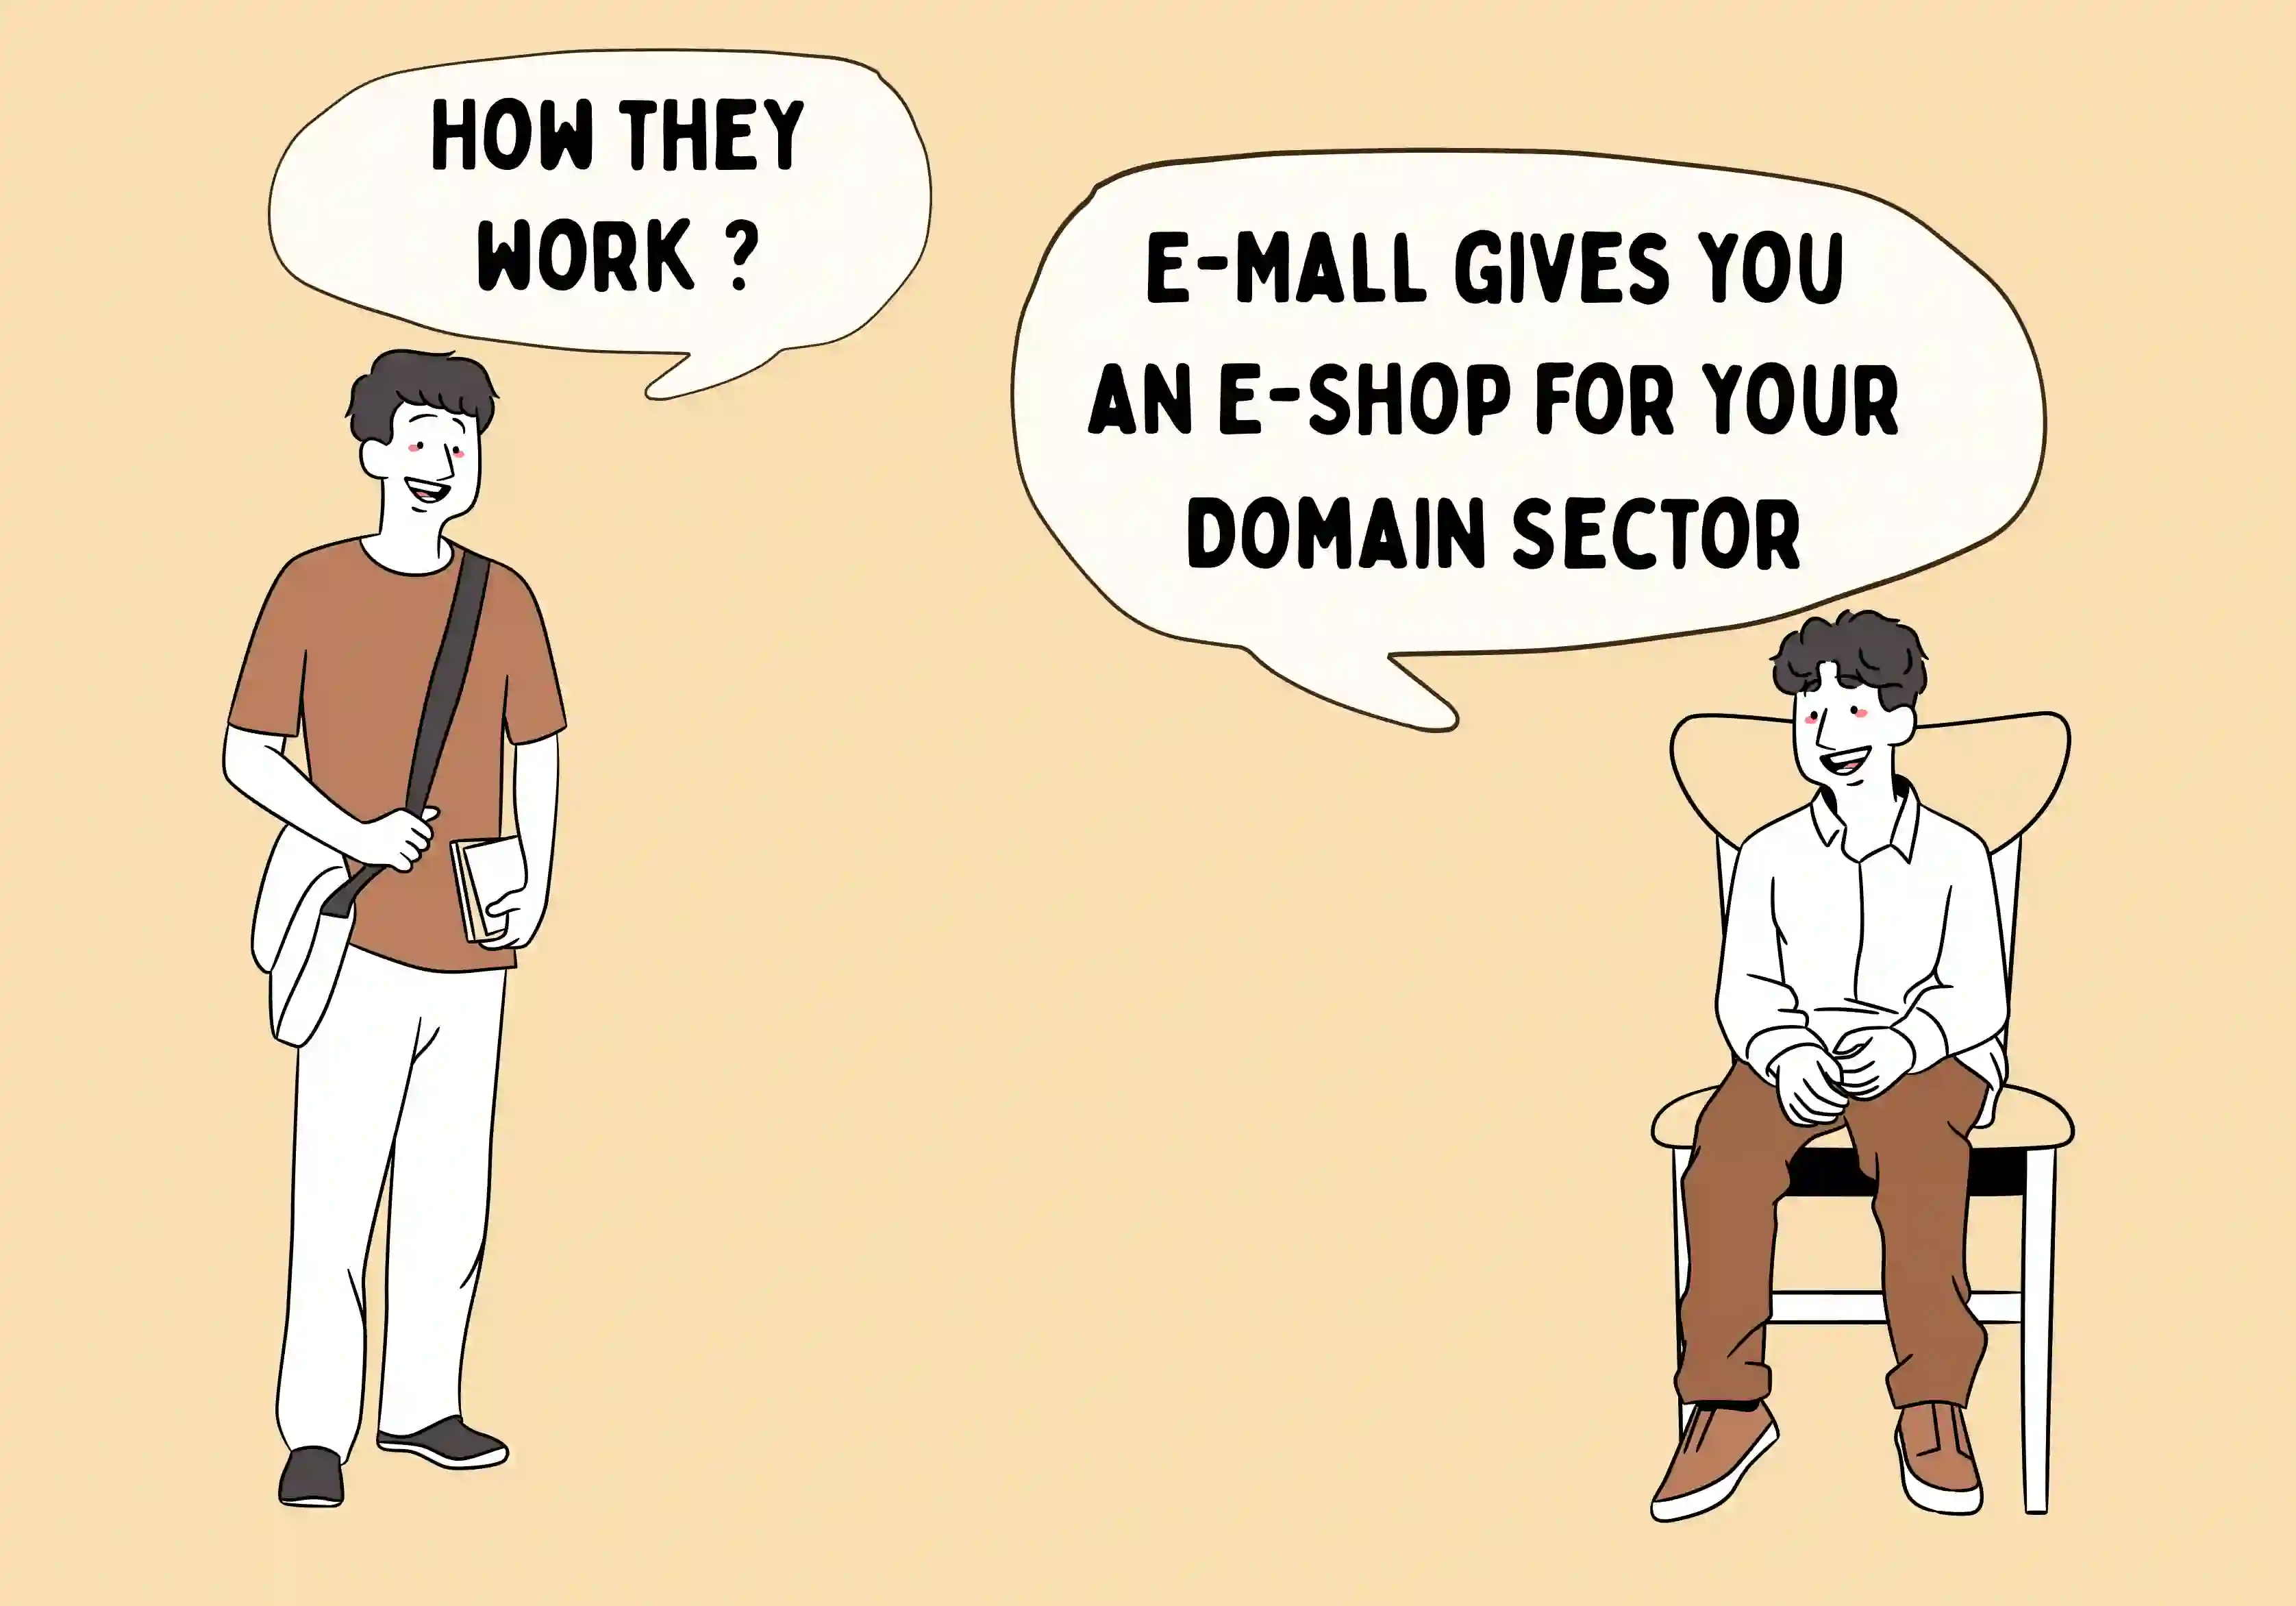 HOW THEY
WORK ?
E-MALL GIVES YOU
AN E-SHOP FOR YOUR
DOMAIN SECTOR